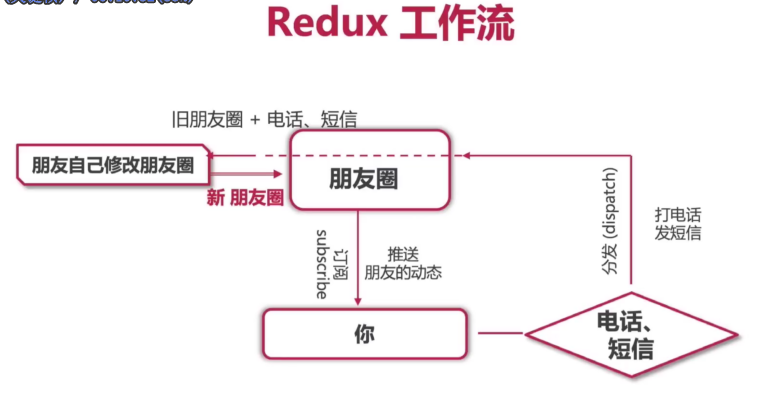 Redux 工作流
旧朋友圈 + 电话、短信
朋友自己修改朋友圈
朋友圈
新 朋友圈
分发 (dispatch)
打电话
发短信
订阅
subscribe
推送
朋友的动态
你
电话、
短信